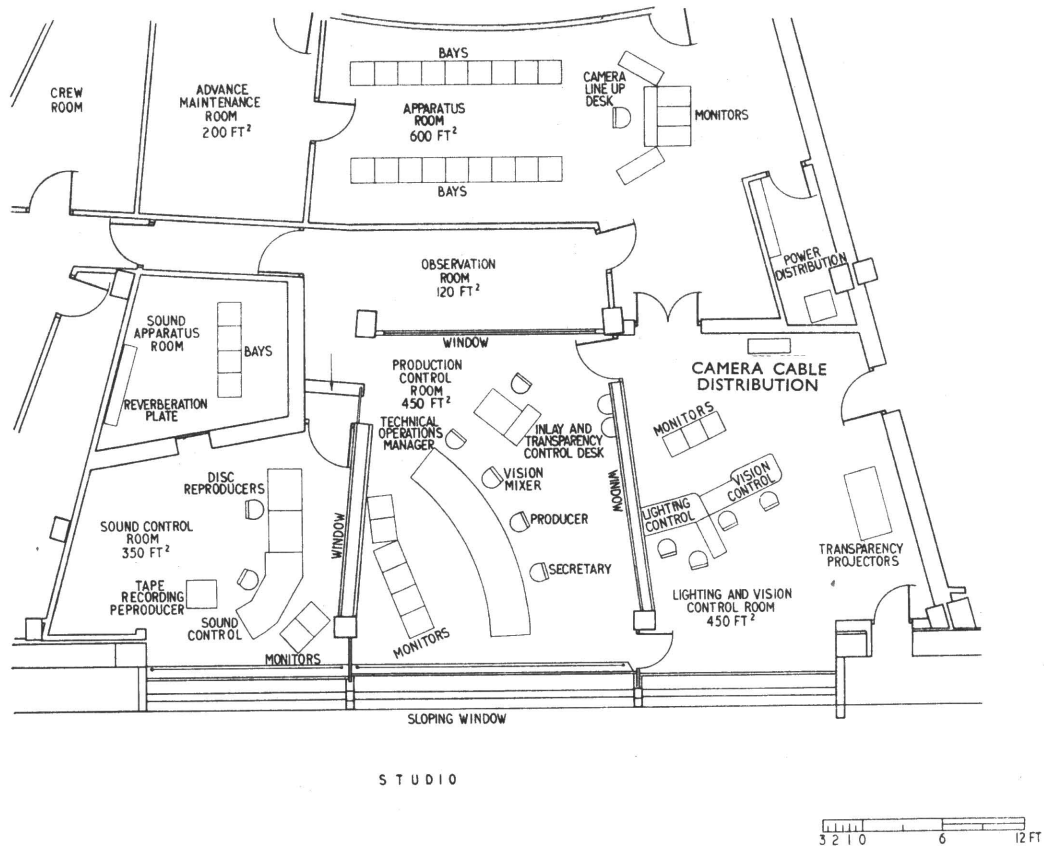 BAYS
CREW
ROOM
ADVANCE
MAINTENANCE
ROOM
200 FT²
APPARATUS
ROOM
600 FT²
CAMERA
LINE UP
DESK
MONITORS
BAYS
OBSERVATION
ROOM
120 FT²
POWER
DISTRIBUTION
SOUND
APPARATUS
ROOM
BAYS
REVERBERATION
PLATE
WINDOW
PRODUCTION
CONTROL
ROOM
450 FT²
TECHNICAL
OPERATIONS
MANAGER
INLAY AND
TRANSPARENCY
CONTROL DESK
CAMERA CABLE
DISTRIBUTION
MONITORS
DISC
REPRODUCERS
VISION
MIXER
WINDOW
VISION
CONTROL
LIGHTING
CONTROL
SOUND CONTROL
ROOM
350 FT²
WINDOW
PRODUCER
TRANSPARENCY
PROJECTORS
TAPE
RECORDING
PEPRODUCER
SECRETARY
SOUND
CONTROL
LIGHTING AND VISION
CONTROL ROOM
450 FT²
MONITORS
MONITORS
SLOPING WINDOW
STUDIO
3 2 1 0 6 12 FT